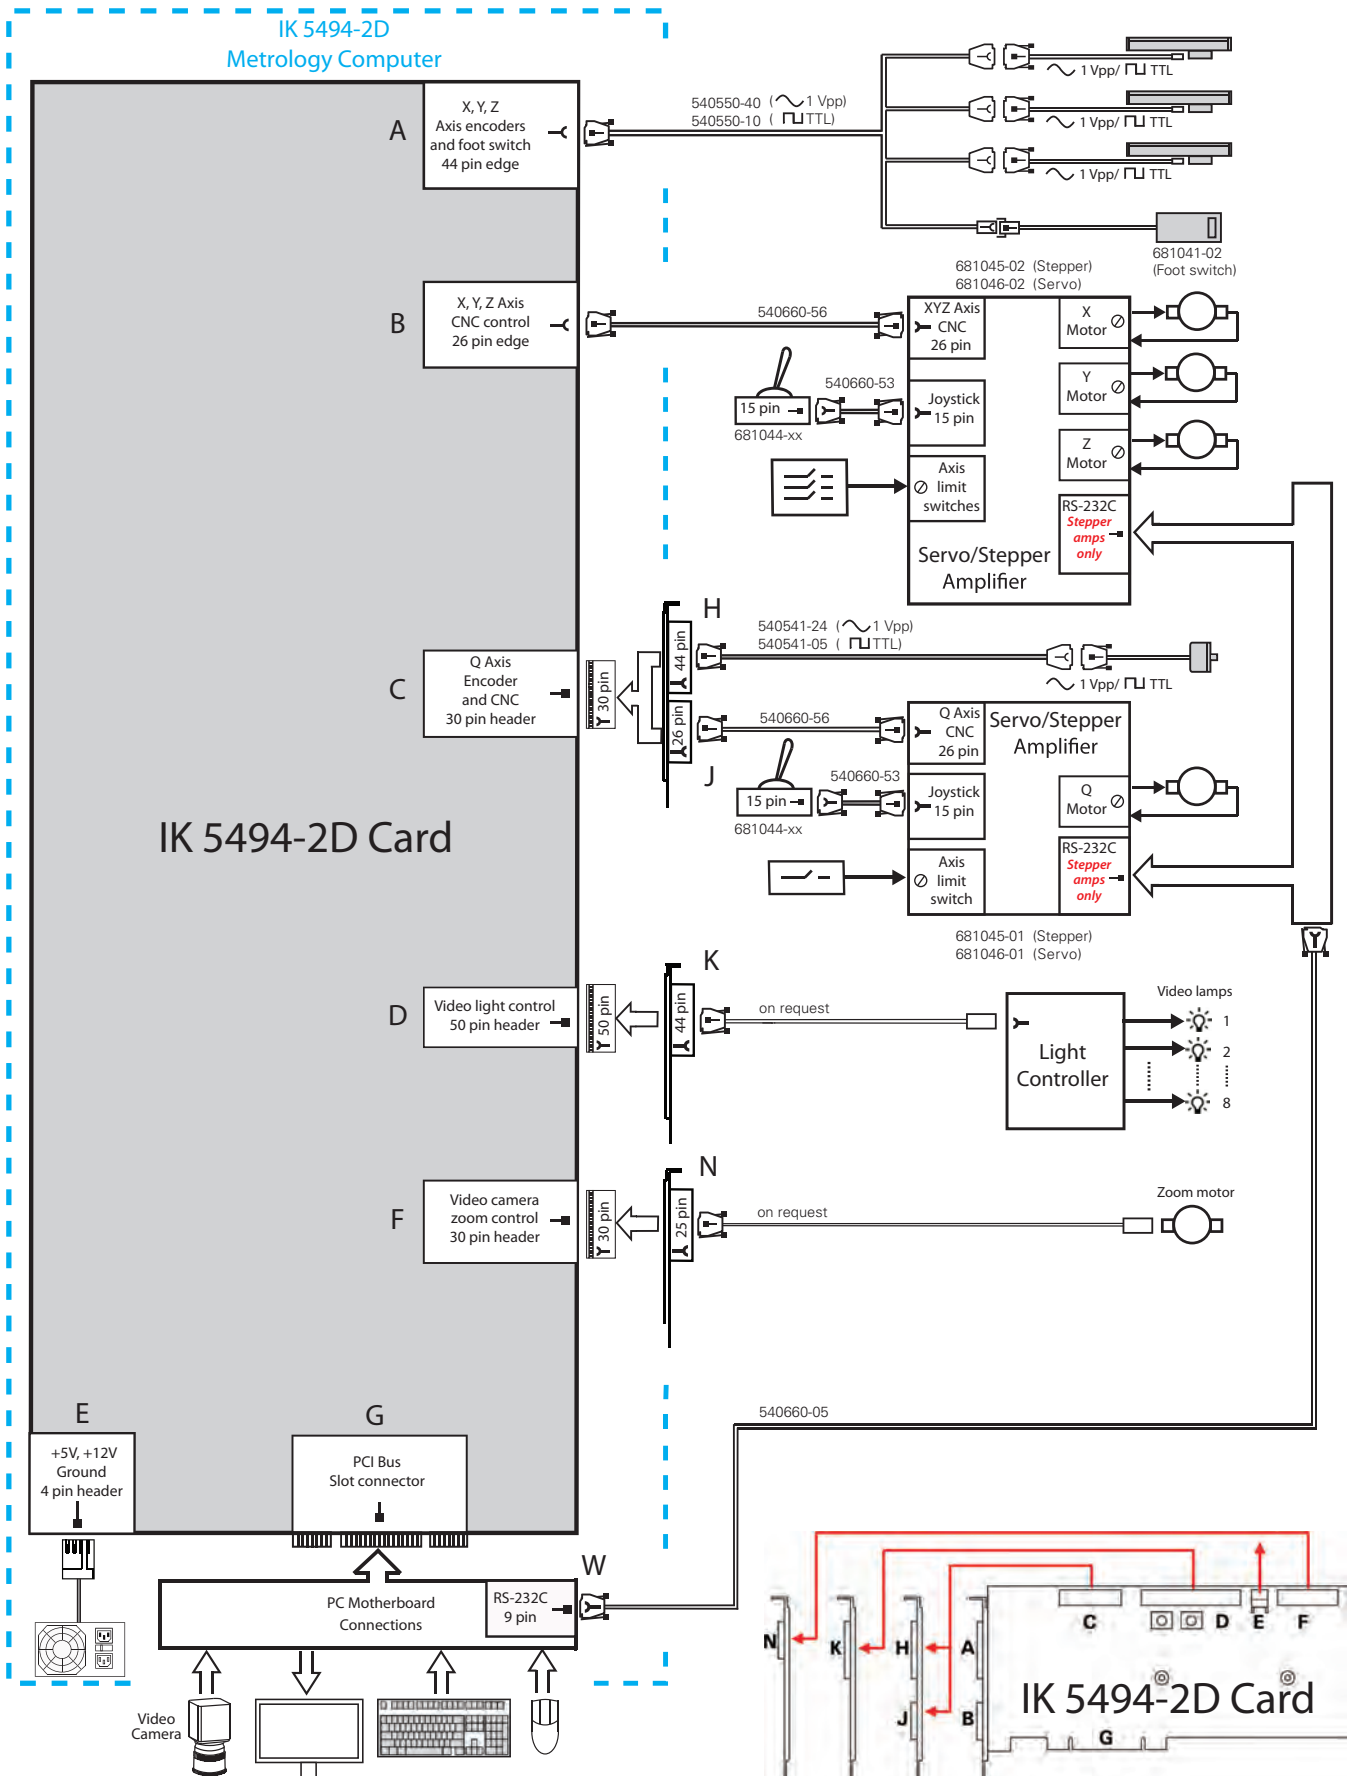 IK 5494-2D
Metrology Computer
A
X, Y, Z
Axis encoders
and foot switch
44 pin edge
540550-40 ( 1 Vpp)
540550-10 ( TTL)
1 Vpp/ TTL
1 Vpp/ TTL
1 Vpp/ TTL
681041-02
(Foot switch)
B
X, Y, Z Axis
CNC control
26 pin edge
540660-56
681045-02 (Stepper)
681046-02 (Servo)
XYZ Axis
CNC
26 pin
X
Motor
Y
Motor
Z
Motor
540660-53
15 pin
681044-xx
Joystick
15 pin
Axis
limit
switches
RS-232C
Stepper
amps
only
Servo/Stepper
Amplifier
C
Q Axis
Encoder
and CNC
30 pin header
30 pin
H
44 pin
26 pin
J
540541-24 ( 1 Vpp)
540541-05 ( TTL)
1 Vpp/ TTL
540660-56
Q Axis
CNC
26 pin
Servo/Stepper
Amplifier
540660-53
15 pin
681044-xx
Joystick
15 pin
Q
Motor
Axis
limit
switch
RS-232C
Stepper
amps
only
681045-01 (Stepper)
681046-01 (Servo)
IK 5494-2D Card
D
Video light control
50 pin header
50 pin
K
44 pin
on request
Light
Controller
Video lamps
1
2
8
F
Video camera
zoom control
30 pin header
30 pin
N
25 pin
on request
Zoom motor
E
+5V, +12V
Ground
4 pin header
G
PCI Bus
Slot connector
540660-05
W
PC Motherboard
Connections
RS-232C
9 pin
Video
Camera
N
K
H
J
A
B
C
D
E
F
IK 5494-2D Card
G